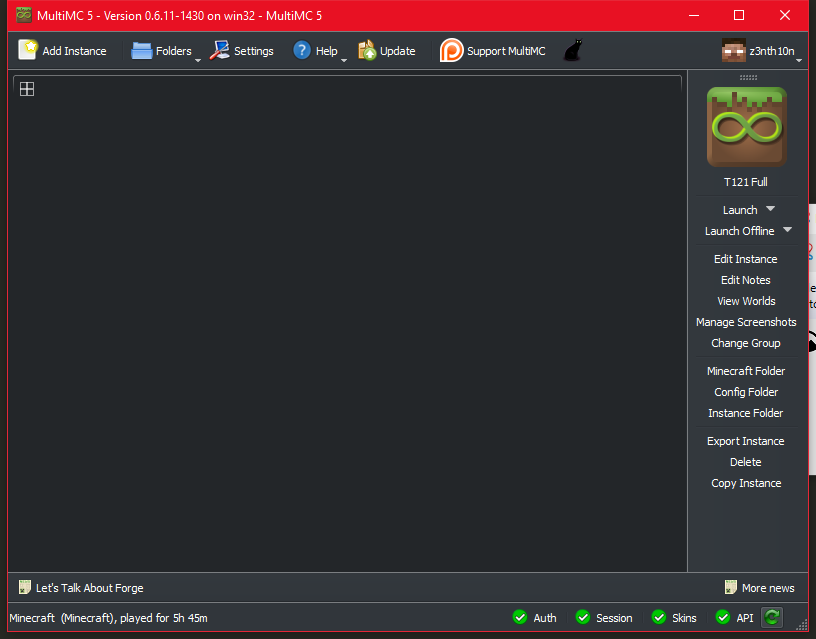 MultiMC 5 - Version 0.6.11-1430 on win32 - MultiMC 5
Add Instance Folders Settings Help Update Support MultiMC z3nth10n
T121 Full
Launch
Launch Offline
Edit Instance
Edit Notes
View Worlds
Manage Screenshots
Change Group
Minecraft Folder
Config Folder
Instance Folder
Export Instance
Delete
Copy Instance
Let's Talk About Forge More news
Minecraft (Minecraft), played for 5h 45m Auth Session Skins API